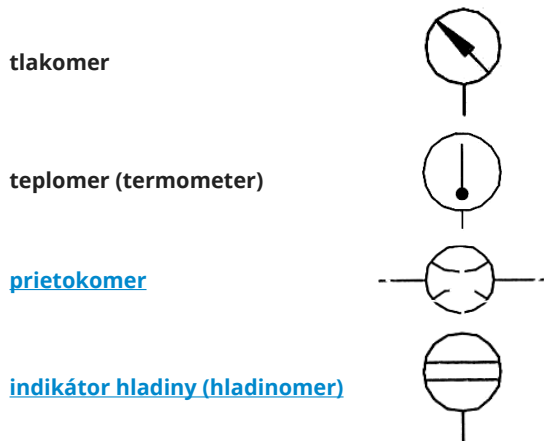 tlakomer
teplomer (termometer)
prietokomer
indikátor hladiny (hladinomer)